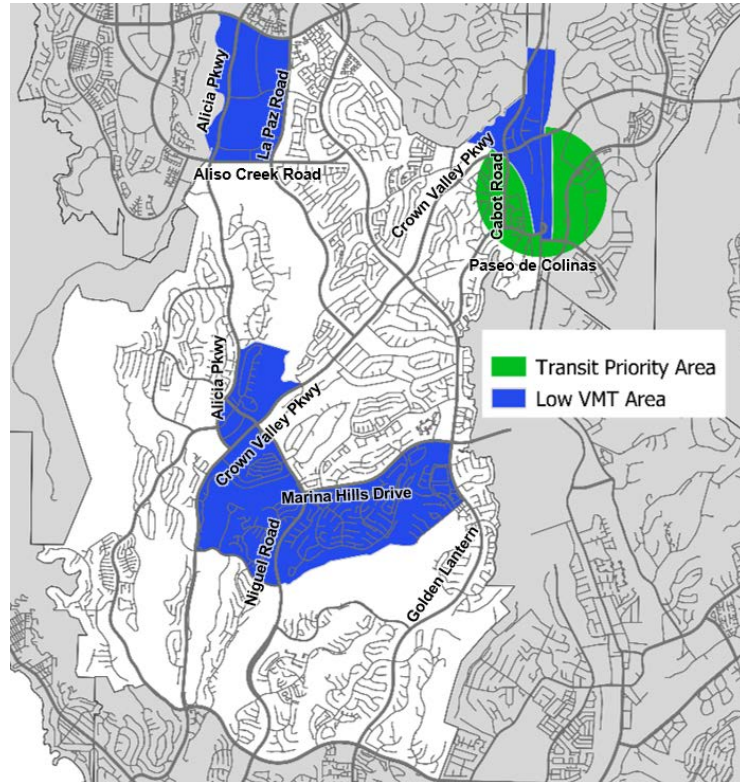 Alicia Pkwy
La Paz Road
Aliso Creek Road
Crown Valley Pkwy
Cabot Road
Paseo de Colinas
Transit Priority Area
Low VMT Area
Alicia Pkwy
Crown Valley Pkwy
Marina Hills Drive
Niguel Road
Golden Lantern